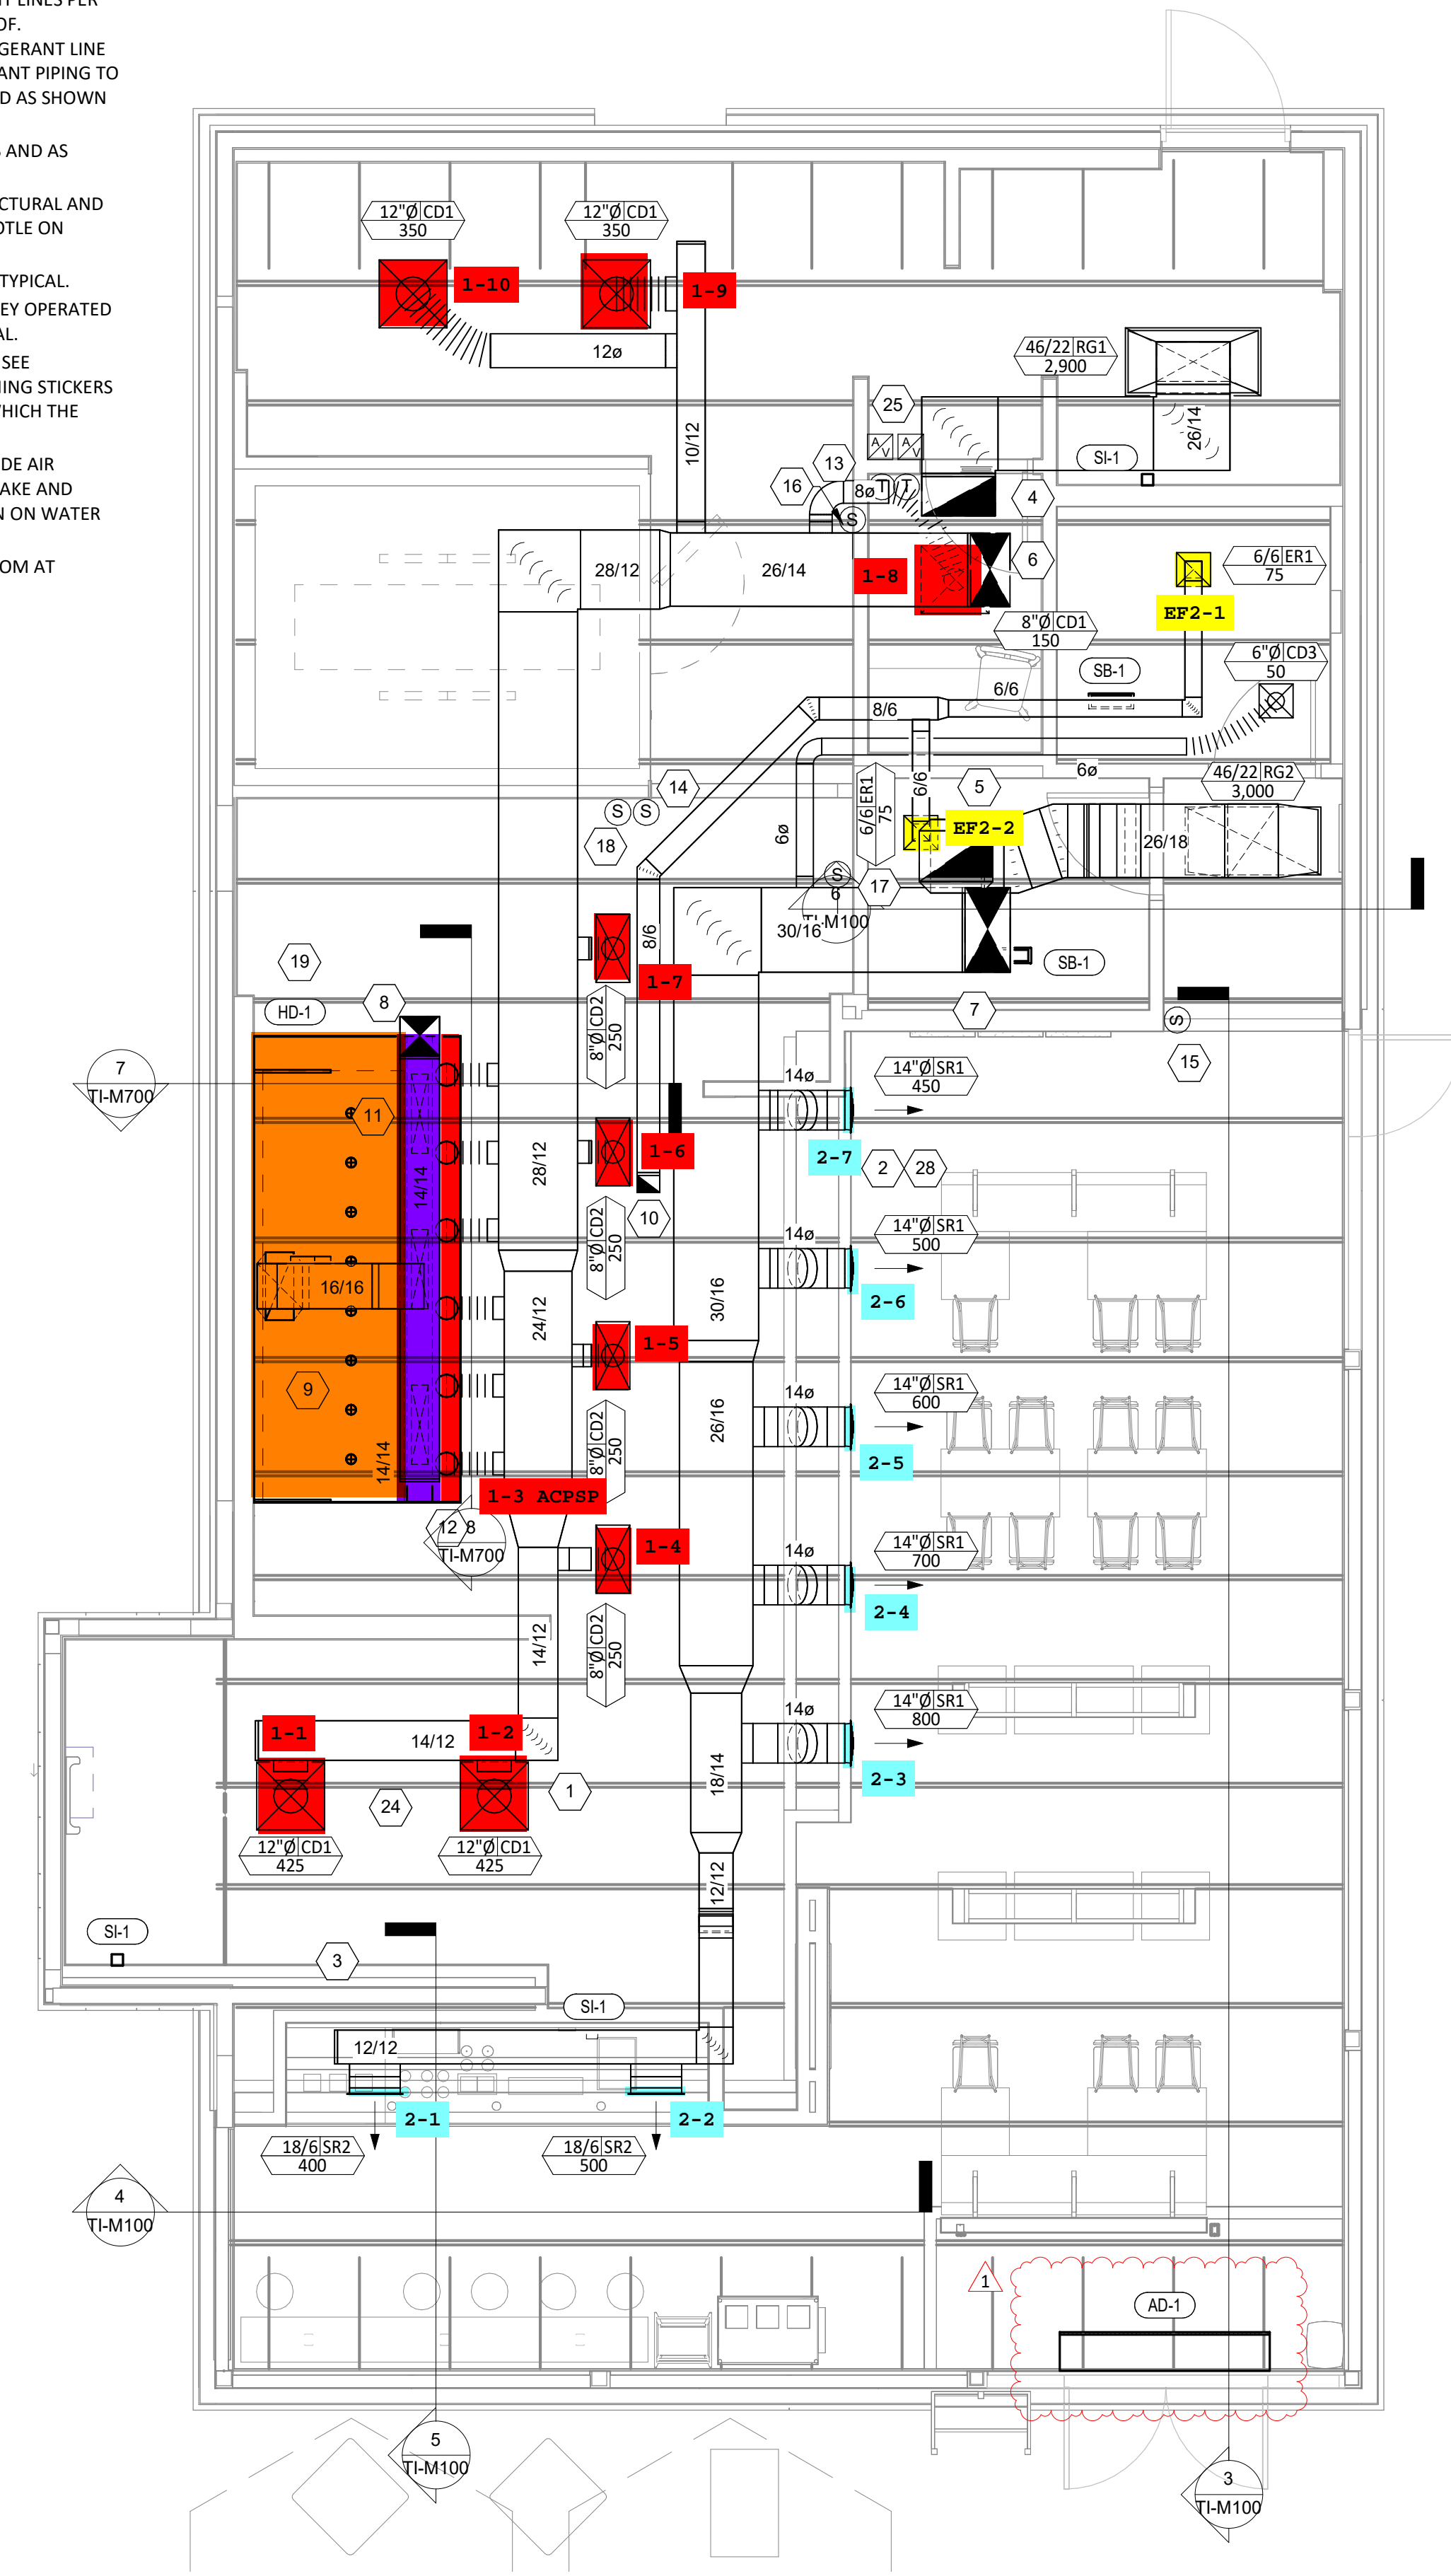 T LINES PER
OF.
GERANT LINE
ANT PIPING TO
D AS SHOWN
AND AS
CTURAL AND
OTLE ON
TYPICAL.
EY OPERATED
AL.
SEE
NING STICKERS
WHICH THE
DE AIR
AKE AND
N ON WATER
OM AT
12"Ø CD1
350
12"Ø CD1
350
1-10
1-9
12ø
46/22 RG1
2,900
25
26/14
10/12
A/V
A/V
SI-1
13
16
8ø
T
T
4
S
28/12
26/14
1-8
6
6/6 ER1
75
EF2-1
8"Ø CD1
150
6"Ø CD3
50
SB-1
6/6
8/6
6ø
6/6
5
46/22 RG2
3,000
14
S
S
6/6 ER1
75
EF2-2
18
6ø
26/18
17
S
6
TI-M100
8/6
30/16
19
SB-1
1-7
HD-1
8
7
8"Ø CD2
250
S
15
7
TI-M700
14ø
14"Ø SR1
450
11
1-6
2-7
2
28
28/12
14/14
10
8"Ø CD2
250
14ø
14"Ø SR1
500
16/16
2-6
24/12
30/16
1-5
9
14ø
14"Ø SR1
600
26/16
8"Ø CD2
250
2-5
14/14
1-3 ACPSP
12
8
TI-M700
1-4
14ø
14"Ø SR1
700
2-4
14/12
8"Ø CD2
250
14ø
14"Ø SR1
800
1-1
1-2
14/12
18/14
2-3
1
24
12"Ø CD1
425
12"Ø CD1
425
12/12
SI-1
3
SI-1
12/12
2-1
2-2
18/6 SR2
400
18/6 SR2
500
4
TI-M100
1
AD-1
5
TI-M100
3
TI-M100